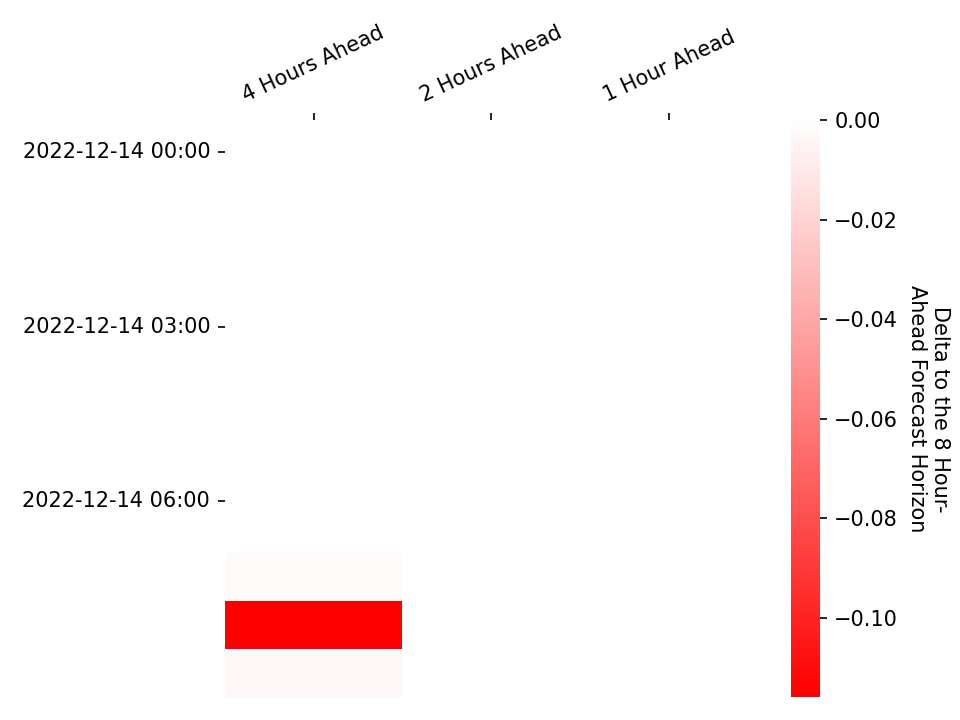 4 Hours Ahead
2 Hours Ahead
1 Hour Ahead
2022-12-14 00:00
2022-12-14 03:00
2022-12-14 06:00
0.00
−0.02
−0.04
−0.06
−0.08
−0.10
Delta to the 8 Hour-
Ahead Forecast Horizon